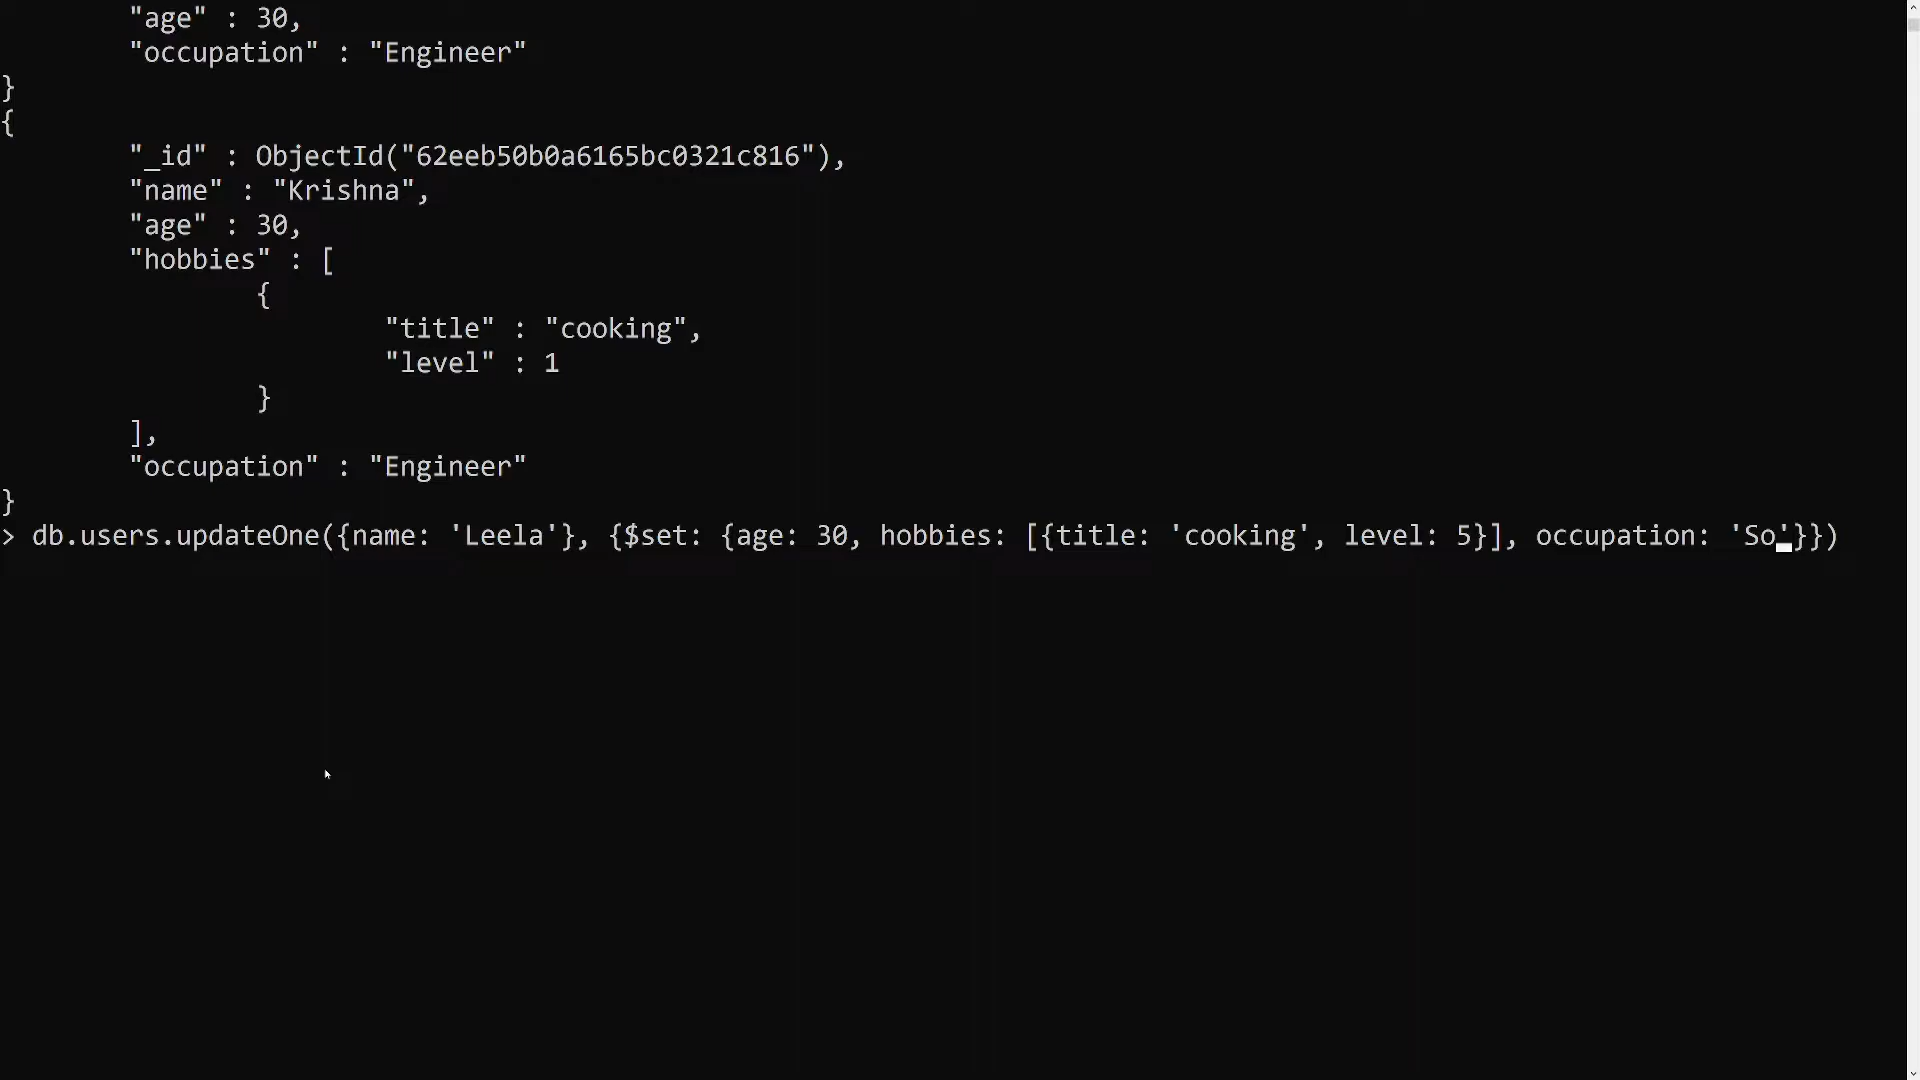 "age" : 30,
"occupation" : "Engineer"
}
{
"_id" : ObjectId("62eeb50b0a6165bc0321c816"),
"name" : "Krishna",
"age" : 30,
"hobbies" : [
{
"title" : "cooking",
"level" : 1
}
],
"occupation" : "Engineer"
}
> db.users.updateOne({name: 'Leela'}, {$set: {age: 30, hobbies: [{title: 'cooking', level: 5}], occupation: 'So'}})